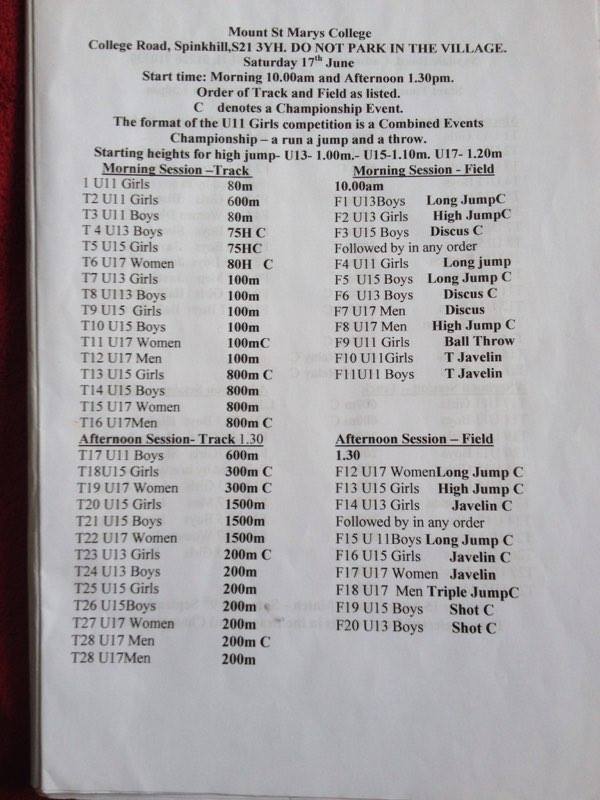 Mount St Marys College
College Road, Spinkhill,S21 3YH. DO NOT PARK IN THE VILLAGE.
Saturday 17th June
Start time: Morning 10.00am and Afternoon 1.30pm.
Order of Track and Field as listed.
C denotes a Championship Event.
The format of the U11 Girls competition is a Combined Events
Championship – a run a jump and a throw.
Starting heights for high jump- U13- 1.00m.- U15-1.10m. U17- 1.20m
Morning Session –Track
1 U11 Girls 80m
T2 U11 Girls 600m
T3 U11 Boys 80m
T 4 U13 Boys 75H C
T5 U15 Girls 75HC
T6 U17 Women 80H C
T7 U13 Girls 100m
T8 U113 Boys 100m
T9 U15 Girls 100m
T10 U15 Boys 100m
T11 U17 Women 100mC
T12 U17 Men 100m
T13 U15 Girls 800m C
T14 U15 Boys 800m
T15 U17 Women 800m
T16 U17Men 800m C
Afternoon Session- Track 1.30
T17 U11 Boys 600m
T18U15 Girls 300m C
T19 U17 Women 300m C
T20 U15 Girls 1500m
T21 U15 Boys 1500m
T22 U17 Women 1500m
T23 U13 Girls 200m C
T24 U13 Boys 200m
T25 U15 Girls 200m
T26 U15Boys 200m
T27 U17 Women 200m
T28 U17 Men 200m C
T28 U17Men 200m
Morning Session - Field
10.00am
F1 U13Boys Long JumpC
F2 U13 Girls High JumpC
F3 U15 Boys Discus C
Followed by in any order
F4 U11 Girls Long jump
F5 U15 Boys Long Jump C
F6 U13 Boys Discus C
F7 U17 Men Discus
F8 U17 Men High Jump C
F9 U11 Girls Ball Throw
F10 U11Girls T Javelin
F11U11 Boys T Javelin
Afternoon Session – Field
1.30
F12 U17 WomenLong Jump C
F13 U15 Girls High Jump C
F14 U13 Girls Javelin C
Followed by in any order
F15 U 11Boys Long Jump C
F16 U15 Girls Javelin C
F17 U17 Women Javelin
F18 U17 Men Triple JumpC
F19 U15 Boys Shot C
F20 U13 Boys Shot C